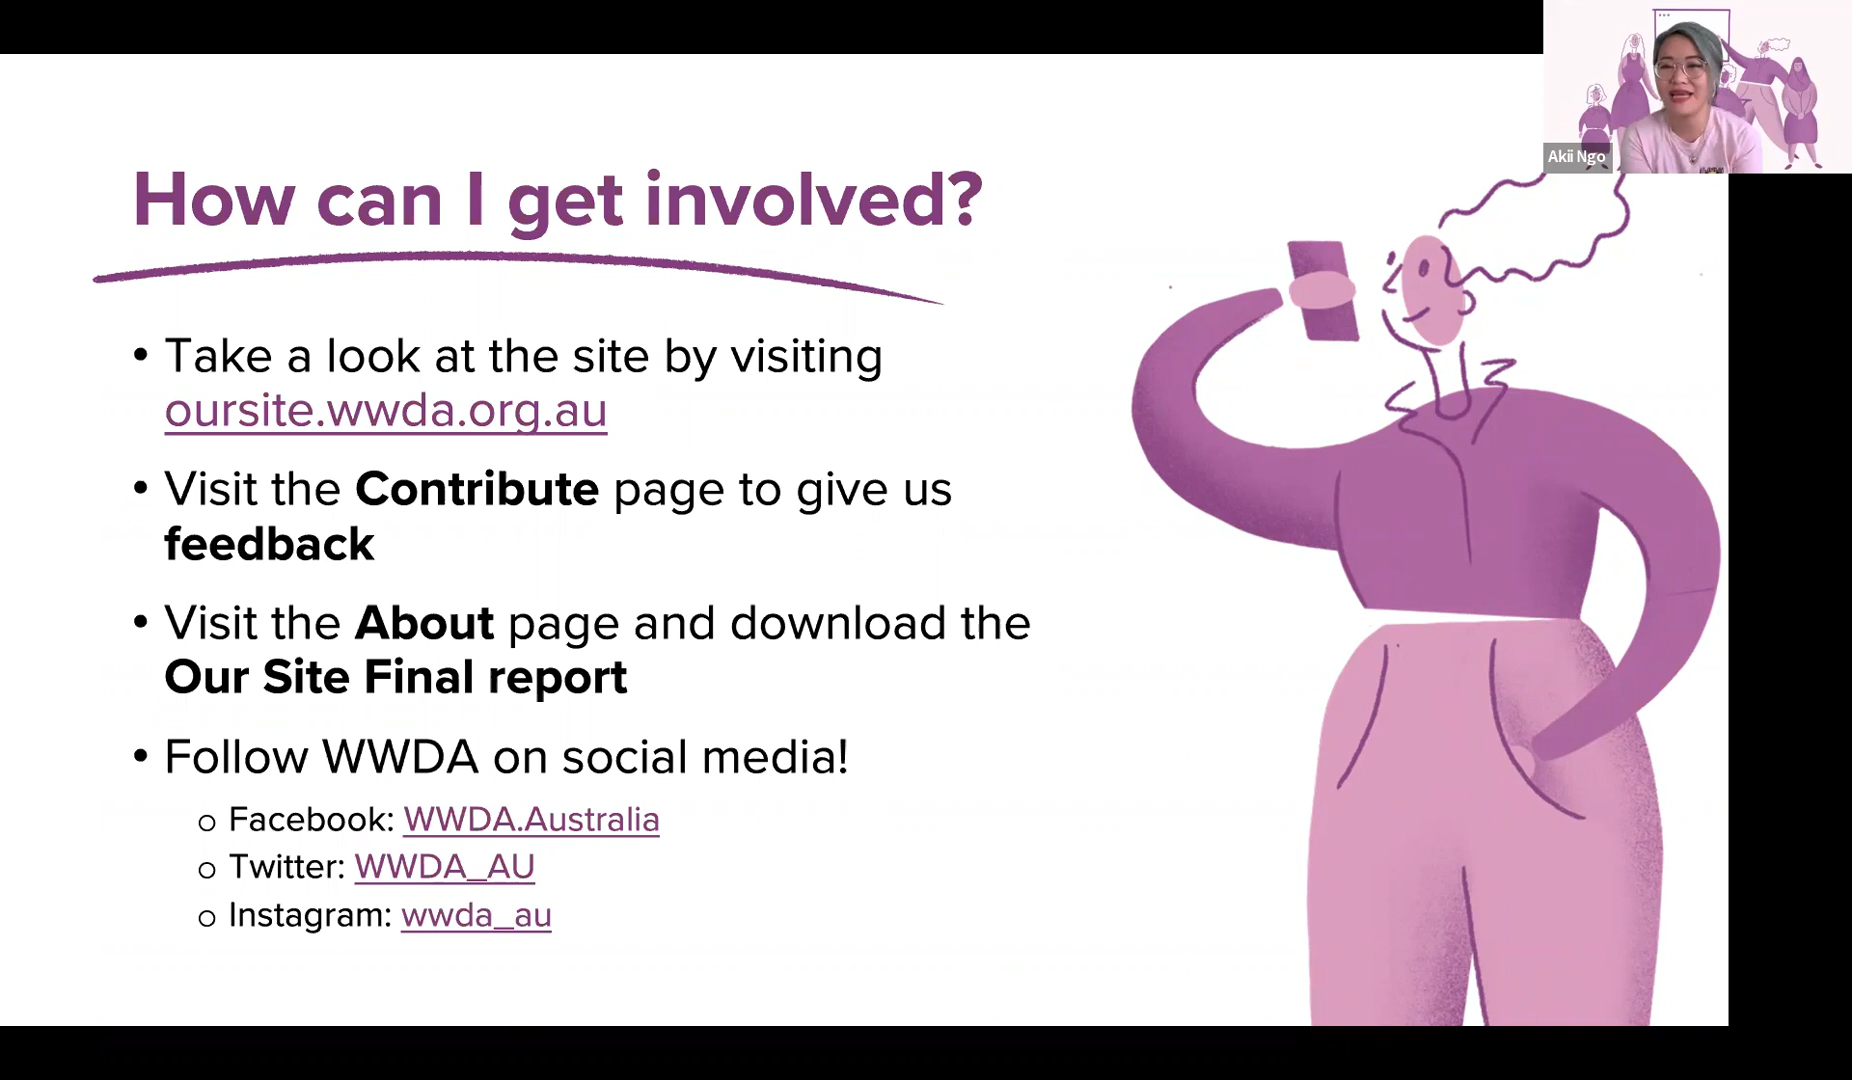 How can I get involved?
• Take a look at the site by visiting
oursite.wwda.org.au
• Visit the Contribute page to give us
feedback
• Visit the About page and download the
Our Site Final report
• Follow WWDA on social media!
o Facebook: WWDA.Australia
o Twitter: WWDA_AU
o Instagram: wwda_au
Akii Ngo